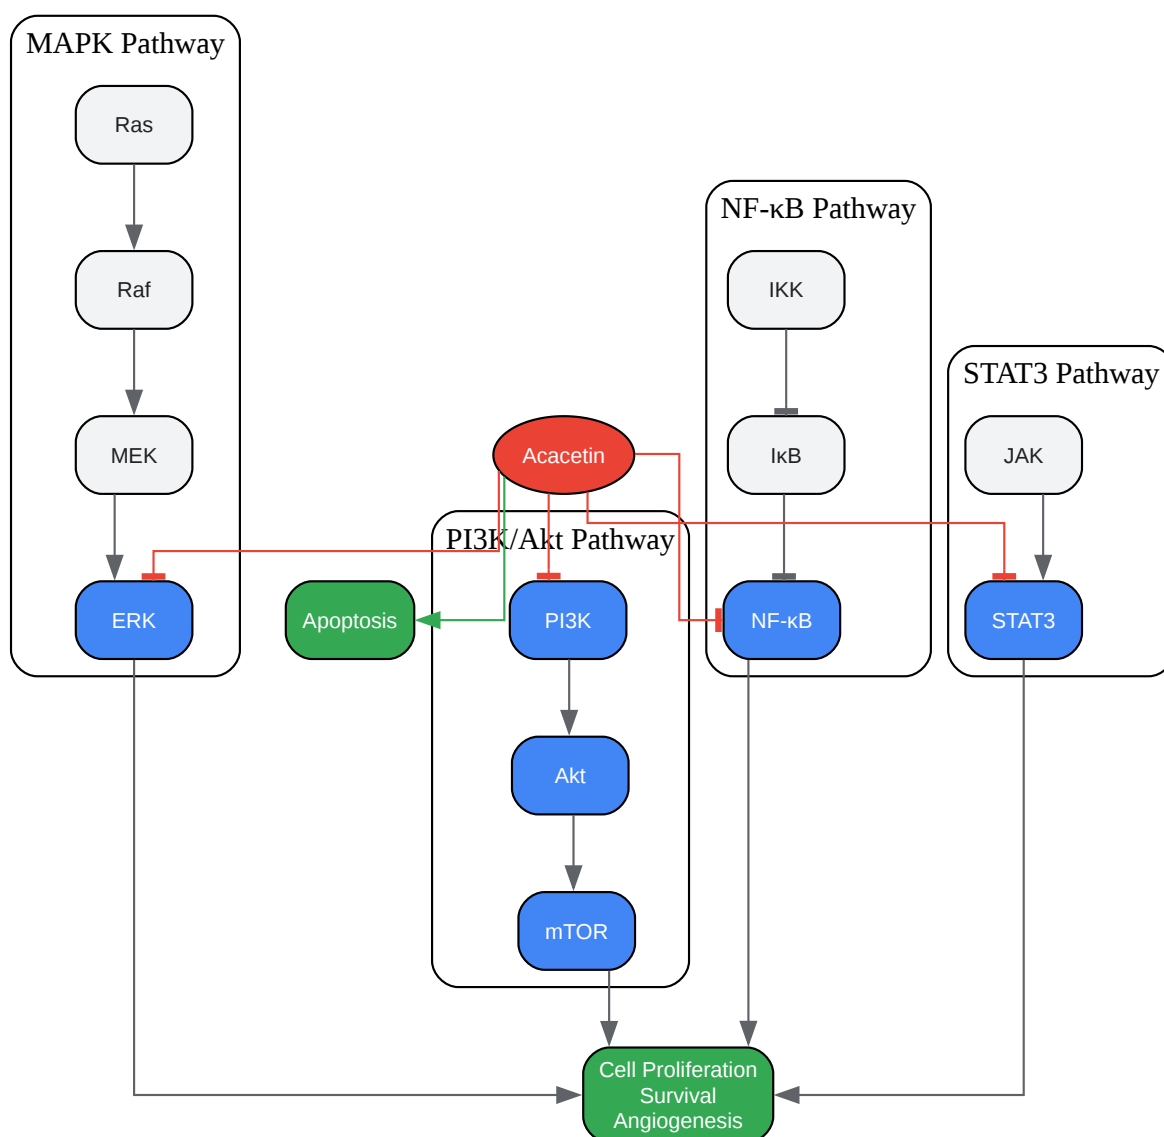 MAPK Pathway
Ras
Raf
MEK
ERK
Acacetin
Apoptosis
PI3K/Akt Pathway
PI3K
Akt
mTOR
NF-κB Pathway
IKK
IκB
NF-κB
STAT3 Pathway
JAK
STAT3
Cell Proliferation
Survival
Angiogenesis